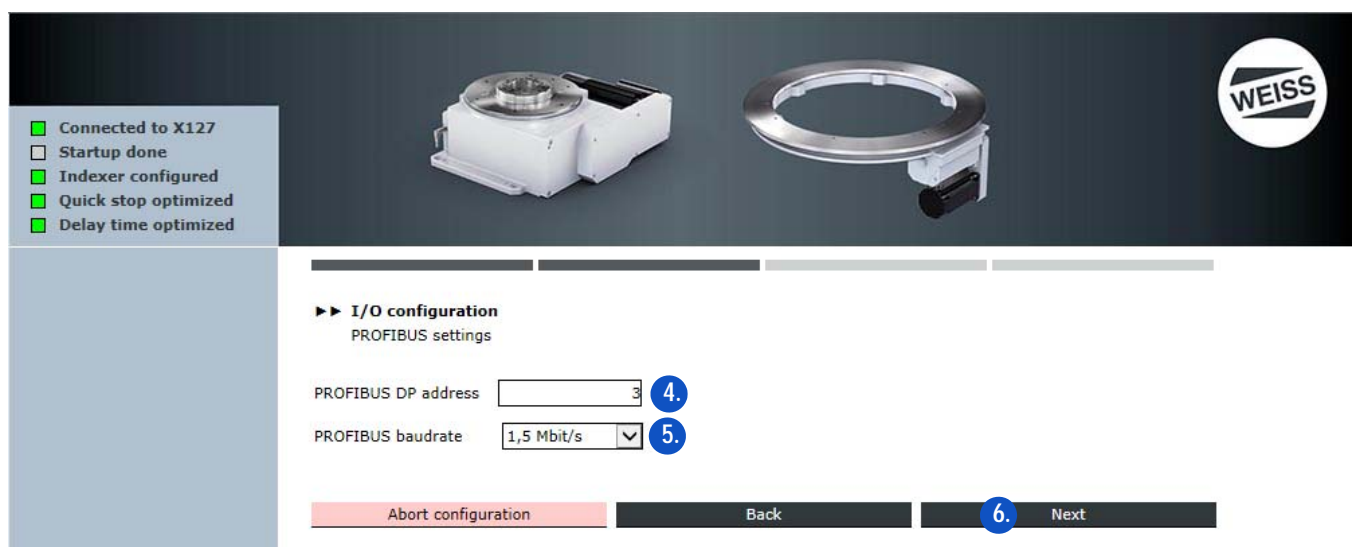 WEISS
Connected to X127
Startup done
Indexer configured
Quick stop optimized
Delay time optimized
►► I/O configuration
PROFIBUS settings
PROFIBUS DP address 3 4.
PROFIBUS baudrate 1,5 Mbit/s 5.
Abort configuration Back 6. Next